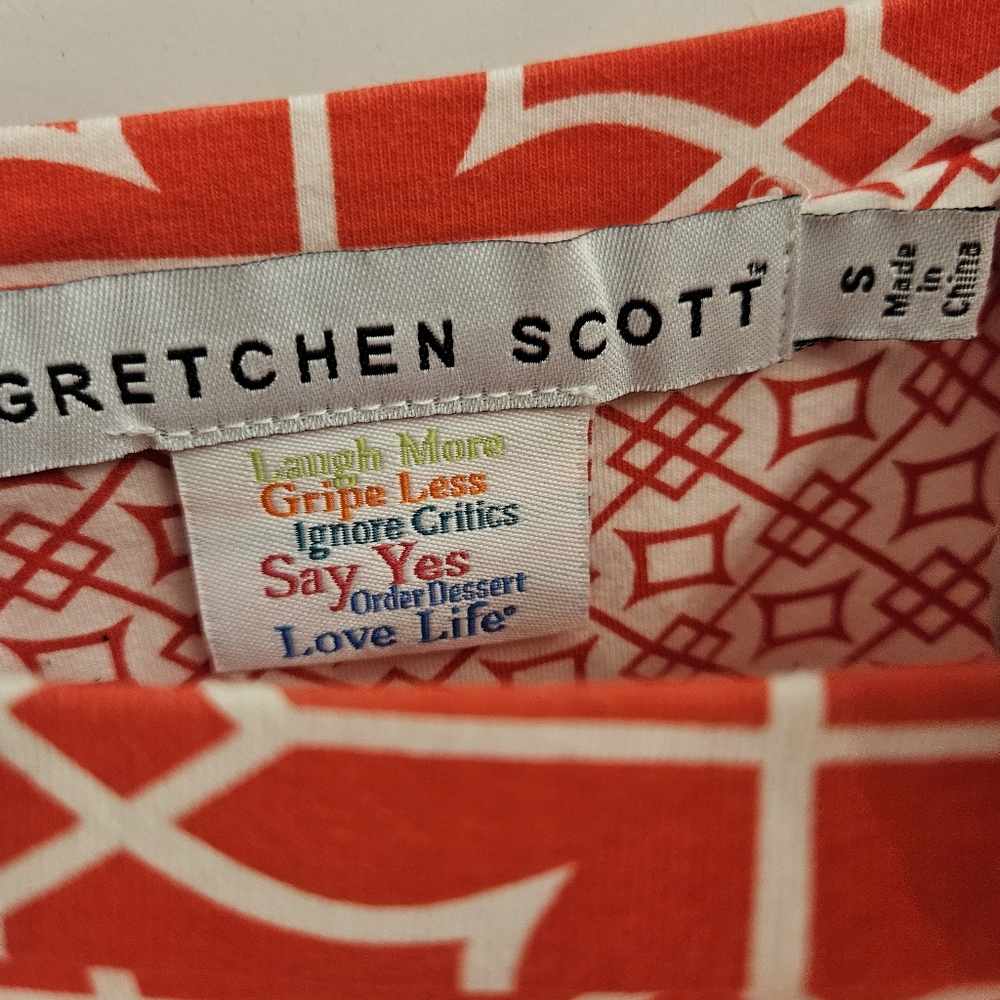 GRETCHEN SCOTT™
S
Made
in
China
Laugh More
Gripe Less
Ignore Critics
Say Yes
Order Dessert
Love Life®